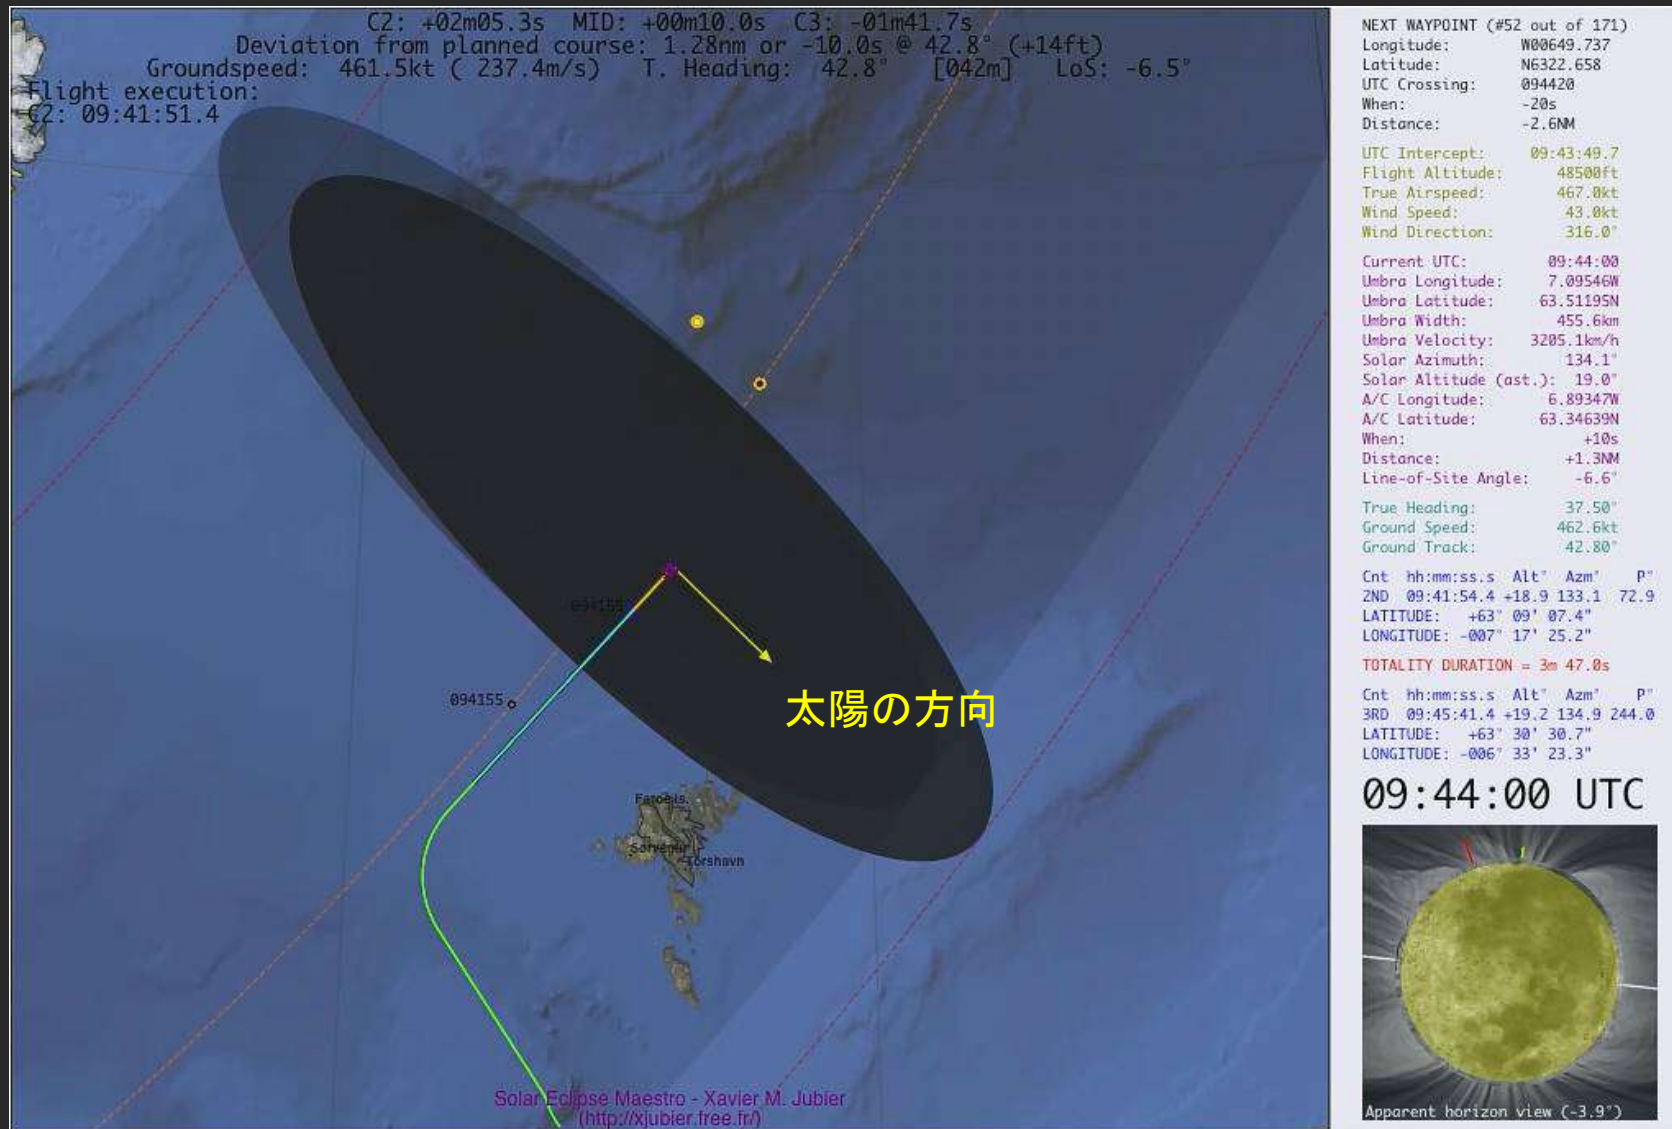 C2: +02m05.3s MID: +00m10.0s C3: -01m41.7s
Deviation from planned course: 1.28nm or -10.0s @ 42.8° (+14ft)
Groundspeed: 461.5kt ( 237.4m/s) T. Heading: 42.8° [042m] LoS: -6.5°
Flight execution:
C2: 09:41:51.4
094155
094155
太陽の方向
Faroe Is.
Sørvágur
Tórshavn
Solar Eclipse Maestro - Xavier M. Jubier
(http://xjubier.free.fr/)
NEXT WAYPOINT (#52 out of 171)
Longitude: W00649.737
Latitude: N6322.658
UTC Crossing: 094420
When: -20s
Distance: -2.6NM
UTC Intercept: 09:43:49.7
Flight Altitude: 48500ft
True Airspeed: 467.0kt
Wind Speed: 43.0kt
Wind Direction: 316.0°
Current UTC: 09:44:00
Umbra Longitude: 7.09546W
Umbra Latitude: 63.51195N
Umbra Width: 455.6km
Umbra Velocity: 3205.1km/h
Solar Azimuth: 134.1°
Solar Altitude (ast.): 19.0°
A/C Longitude: 6.89347W
A/C Latitude: 63.34639N
When: +10s
Distance: +1.3NM
Line-of-Site Angle: -6.6°
True Heading: 37.50°
Ground Speed: 462.6kt
Ground Track: 42.80°
Cnt hh:mm:ss.s Alt° Azm° P°
2ND 09:41:54.4 +18.9 133.1 72.9
LATITUDE: +63° 09' 07.4"
LONGITUDE: -007° 17' 25.2"
TOTALITY DURATION = 3m 47.0s
Cnt hh:mm:ss.s Alt° Azm° P°
3RD 09:45:41.4 +19.2 134.9 244.0
LATITUDE: +63° 30' 30.7"
LONGITUDE: -006° 33' 23.3"
09:44:00 UTC
Apparent horizon view (-3.9°)